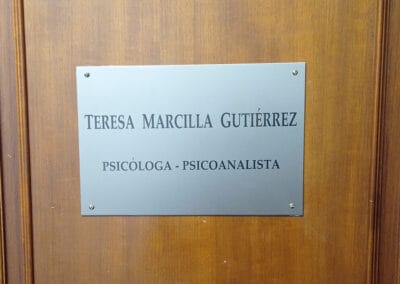 TERESA MARCILLA GUTIÉRREZ
PSICÓLOGA - PSICOANALISTA